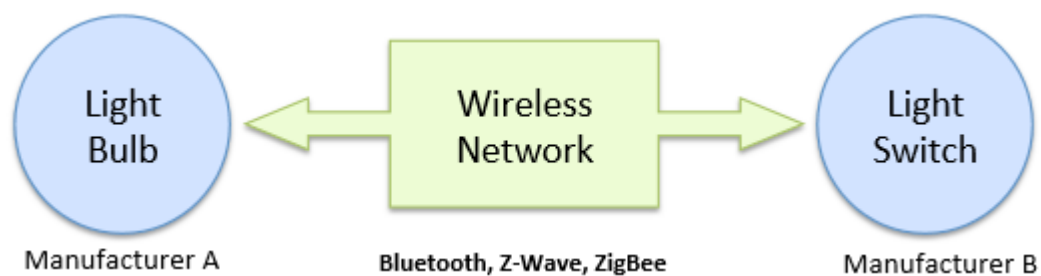 Light
Bulb
Wireless
Network
Light
Switch
Manufacturer A
Bluetooth, Z-Wave, ZigBee
Manufacturer B